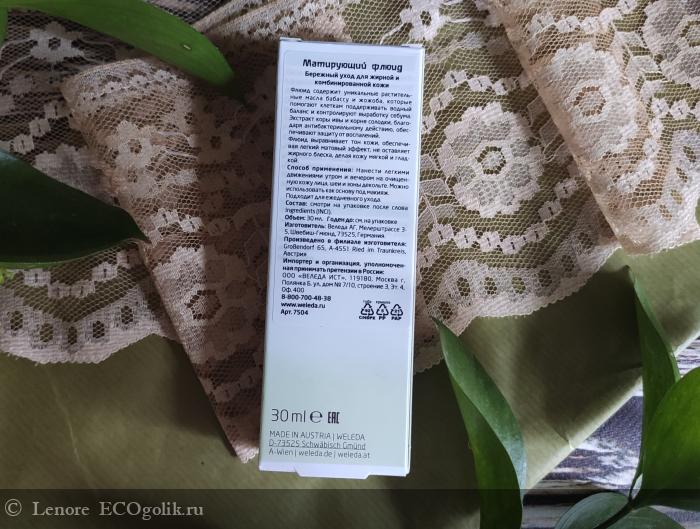 Матирующий флюид
Бережный уход для жирной и
комбинированной кожи
Флюид содержит уникальные раститель-
ные масла бабассу и жожоба, которые
помогают клеткам поддерживать водный
баланс и контролируют выработку себума.
Экстракт коры ивы и корня солодки, благо-
даря антибактериальному действию, обес-
печивают защиту от воспалений.
Флюид выравнивает тон кожи, обеспечи-
вая легкий матовый эффект, не оставляет
жирного блеска, делая кожу мягкой и глад-
кой.
Способ применения: Нанести легкими
движениями утром и вечером на очищен-
ную кожу лица, шеи и зоны декольте. Можно
использовать как основу под макияж.
Подходит для ежедневного ухода.
Состав: смотри на упаковке после слова
Ingredients (INCI).
Объем: 30 мл. Годен до: см. на упаковке
Изготовитель: Веледа АГ, Мелерштрассе 3-
5, Швебиш-Гмюнд, 73525, Германия.
Произведено в филиале изготовителя:
Großendorf 65, A-4551 Ried im Traunkreis,
Австрия
Импортер и организация, уполномочен-
ная принимать претензии в России:
ООО «ВЕЛЕДА ИСТ», 119180, Москва г,
Полянка Б. ул, дом № 7/10, строение 3, Эт. 4,
Оф. 400
8-800-700-48-38
www.weleda.ru
Арт. 7504
PP PAP
30 ml e EAC
MADE IN AUSTRIA | WELEDA
D-73525 Schwäbisch Gmünd
A-Wien | weleda.de | weleda.at
© Lenore ECOgolik.ru